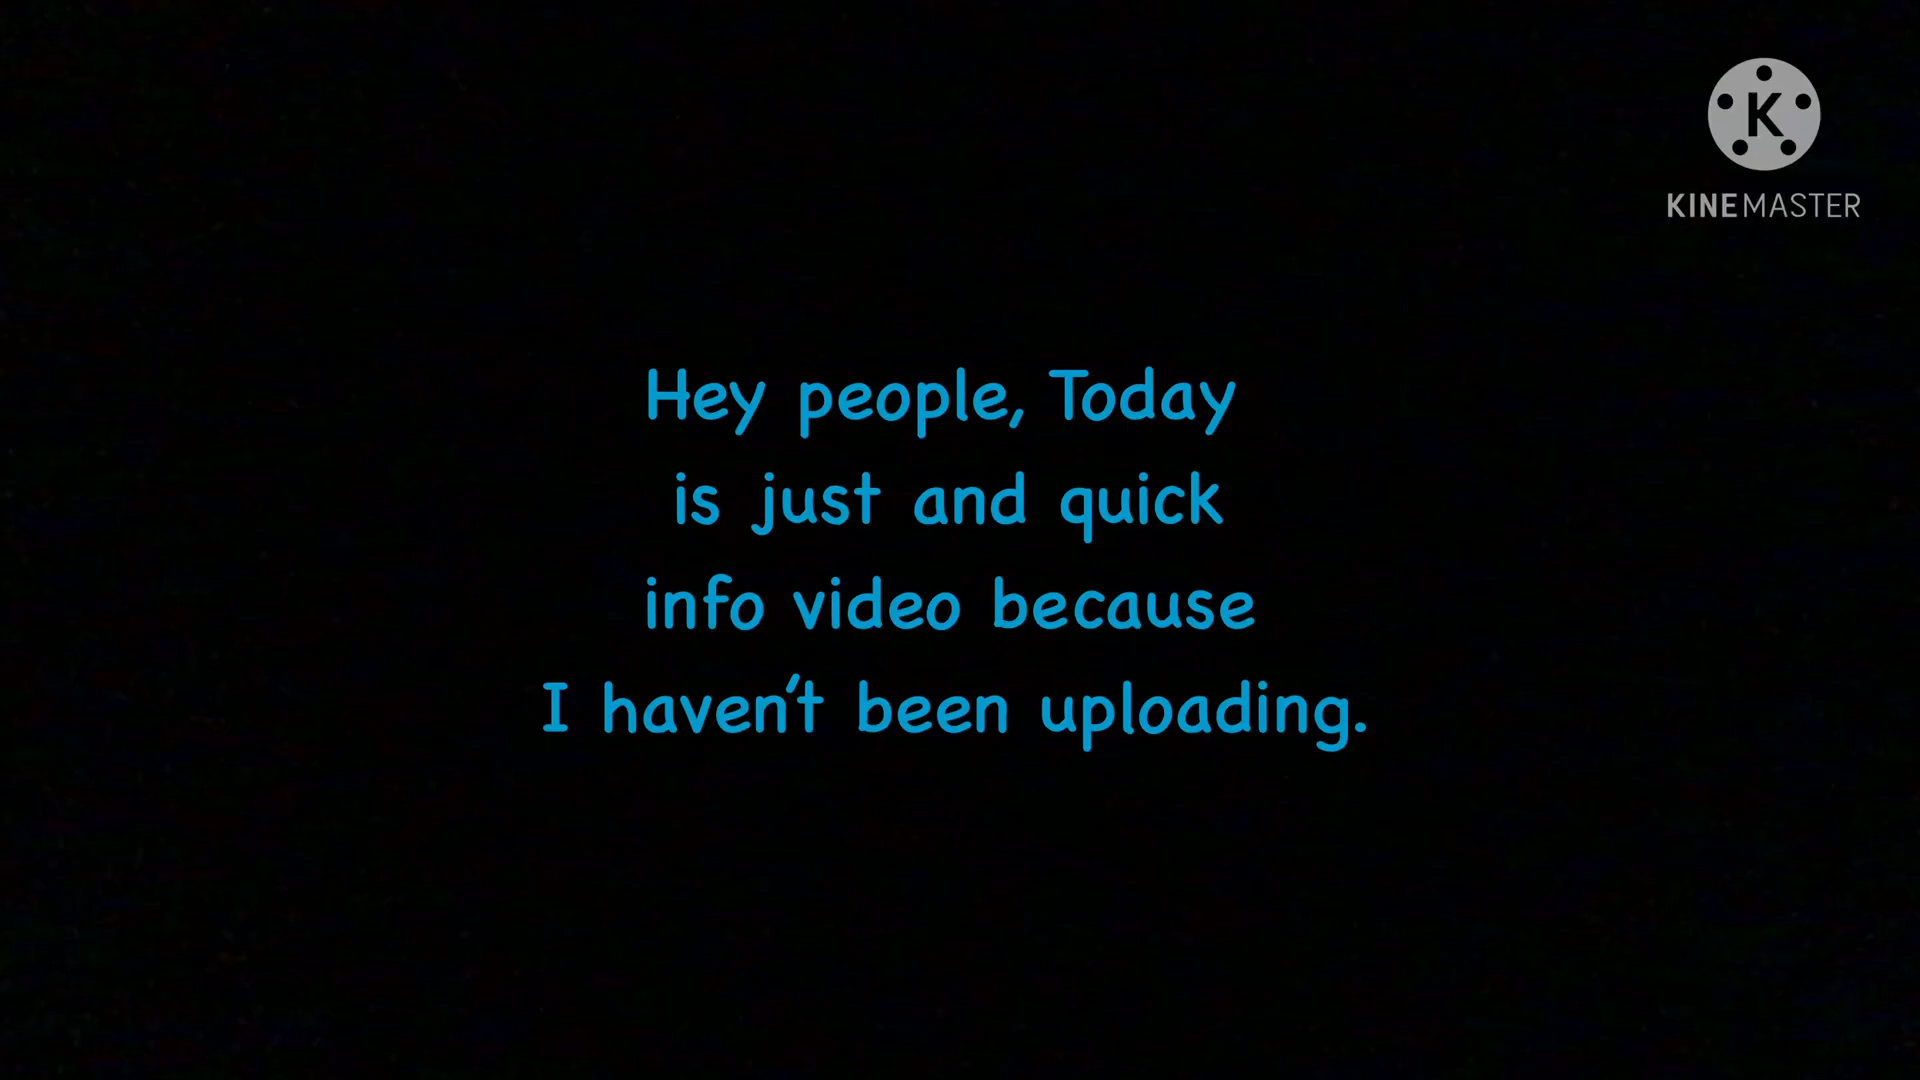 K
KINEMASTER
Hey people, Today
is just and quick
info video because
I haven't been uploading.